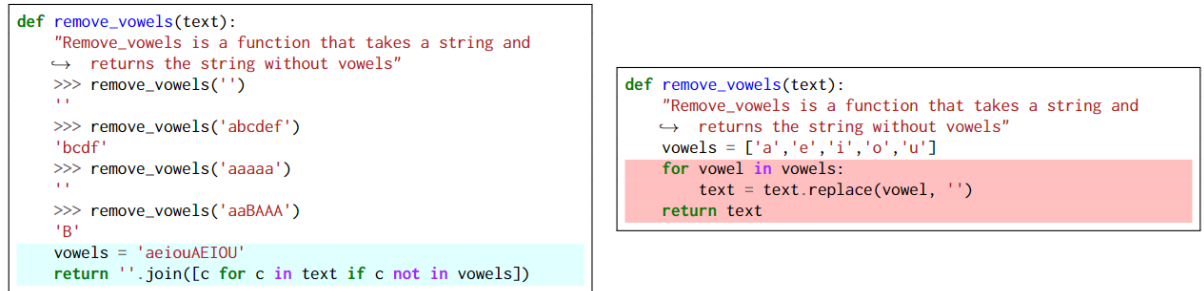 def remove_vowels(text):
    "Remove_vowels is a function that takes a string and
    ↪  returns the string without vowels"
    >>> remove_vowels('')
    ''
    >>> remove_vowels('abcdef')
    'bcdf'
    >>> remove_vowels('aaaaa')
    ''
    >>> remove_vowels('aaBAAA')
    'B'
    vowels = 'aeiouAEIOU'
    return ''.join([c for c in text if c not in vowels])
def remove_vowels(text):
    "Remove_vowels is a function that takes a string and
    ↪  returns the string without vowels"
    vowels = ['a','e','i','o','u']
    for vowel in vowels:
        text = text.replace(vowel, '')
    return text